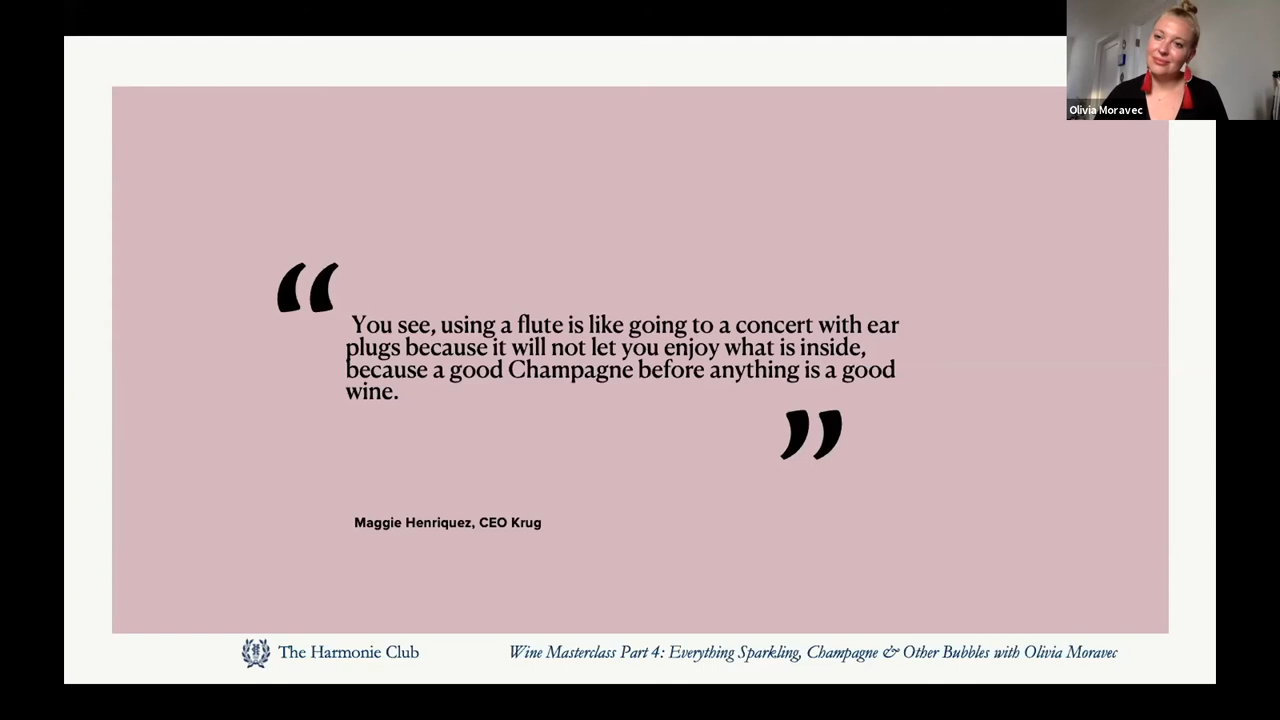 Olivia Moravec
“
You see, using a flute is like going to a concert with ear
plugs because it will not let you enjoy what is inside,
because a good Champagne before anything is a good
wine.
”
Maggie Henriquez, CEO Krug
The Harmonie Club
Wine Masterclass Part 4: Everything Sparkling, Champagne & Other Bubbles with Olivia Moravec